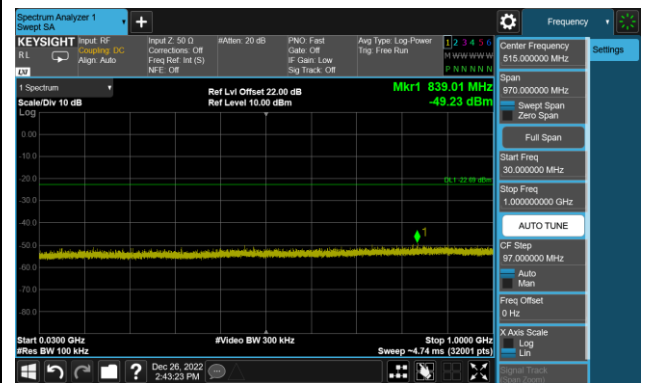 Spectrum Analyzer 1
Swept SA
+
Frequency
KEYSIGHT
RL
LXI
Input: RF
Coupling: DC
Align: Auto
Input Z: 50 Ω
Corrections: Off
Freq Ref: Int (S)
NFE: Off
#Atten: 20 dB
PNO: Fast
Gate: Off
IF Gain: Low
Sig Track: Off
Avg Type: Log-Power
Trig: Free Run
1 2 3 4 5 6
M W W W W W
P N N N N N
Center Frequency
515.000000 MHz
Settings
Span
970.000000 MHz
Swept Span
Zero Span
Full Span
Start Freq
30.000000 MHz
Stop Freq
1.000000000 GHz
AUTO TUNE
CF Step
97.000000 MHz
Auto
Man
Freq Offset
0 Hz
X Axis Scale
Log
Lin
Signal Track
(Span Zoom)
1 Spectrum
Scale/Div 10 dB
Log
Ref Lvl Offset 22.00 dB
Ref Level 10.00 dBm
Mkr1 839.01 MHz
-49.23 dBm
0.00
-10.0
-20.0
-30.0
-40.0
-50.0
-60.0
-70.0
-80.0
DL1 -22.69 dBm
1
Start 0.0300 GHz
#Res BW 100 kHz
#Video BW 300 kHz
Stop 1.0000 GHz
Sweep ~4.74 ms (32001 pts)
?
Dec 26, 2022
2:43:23 PM